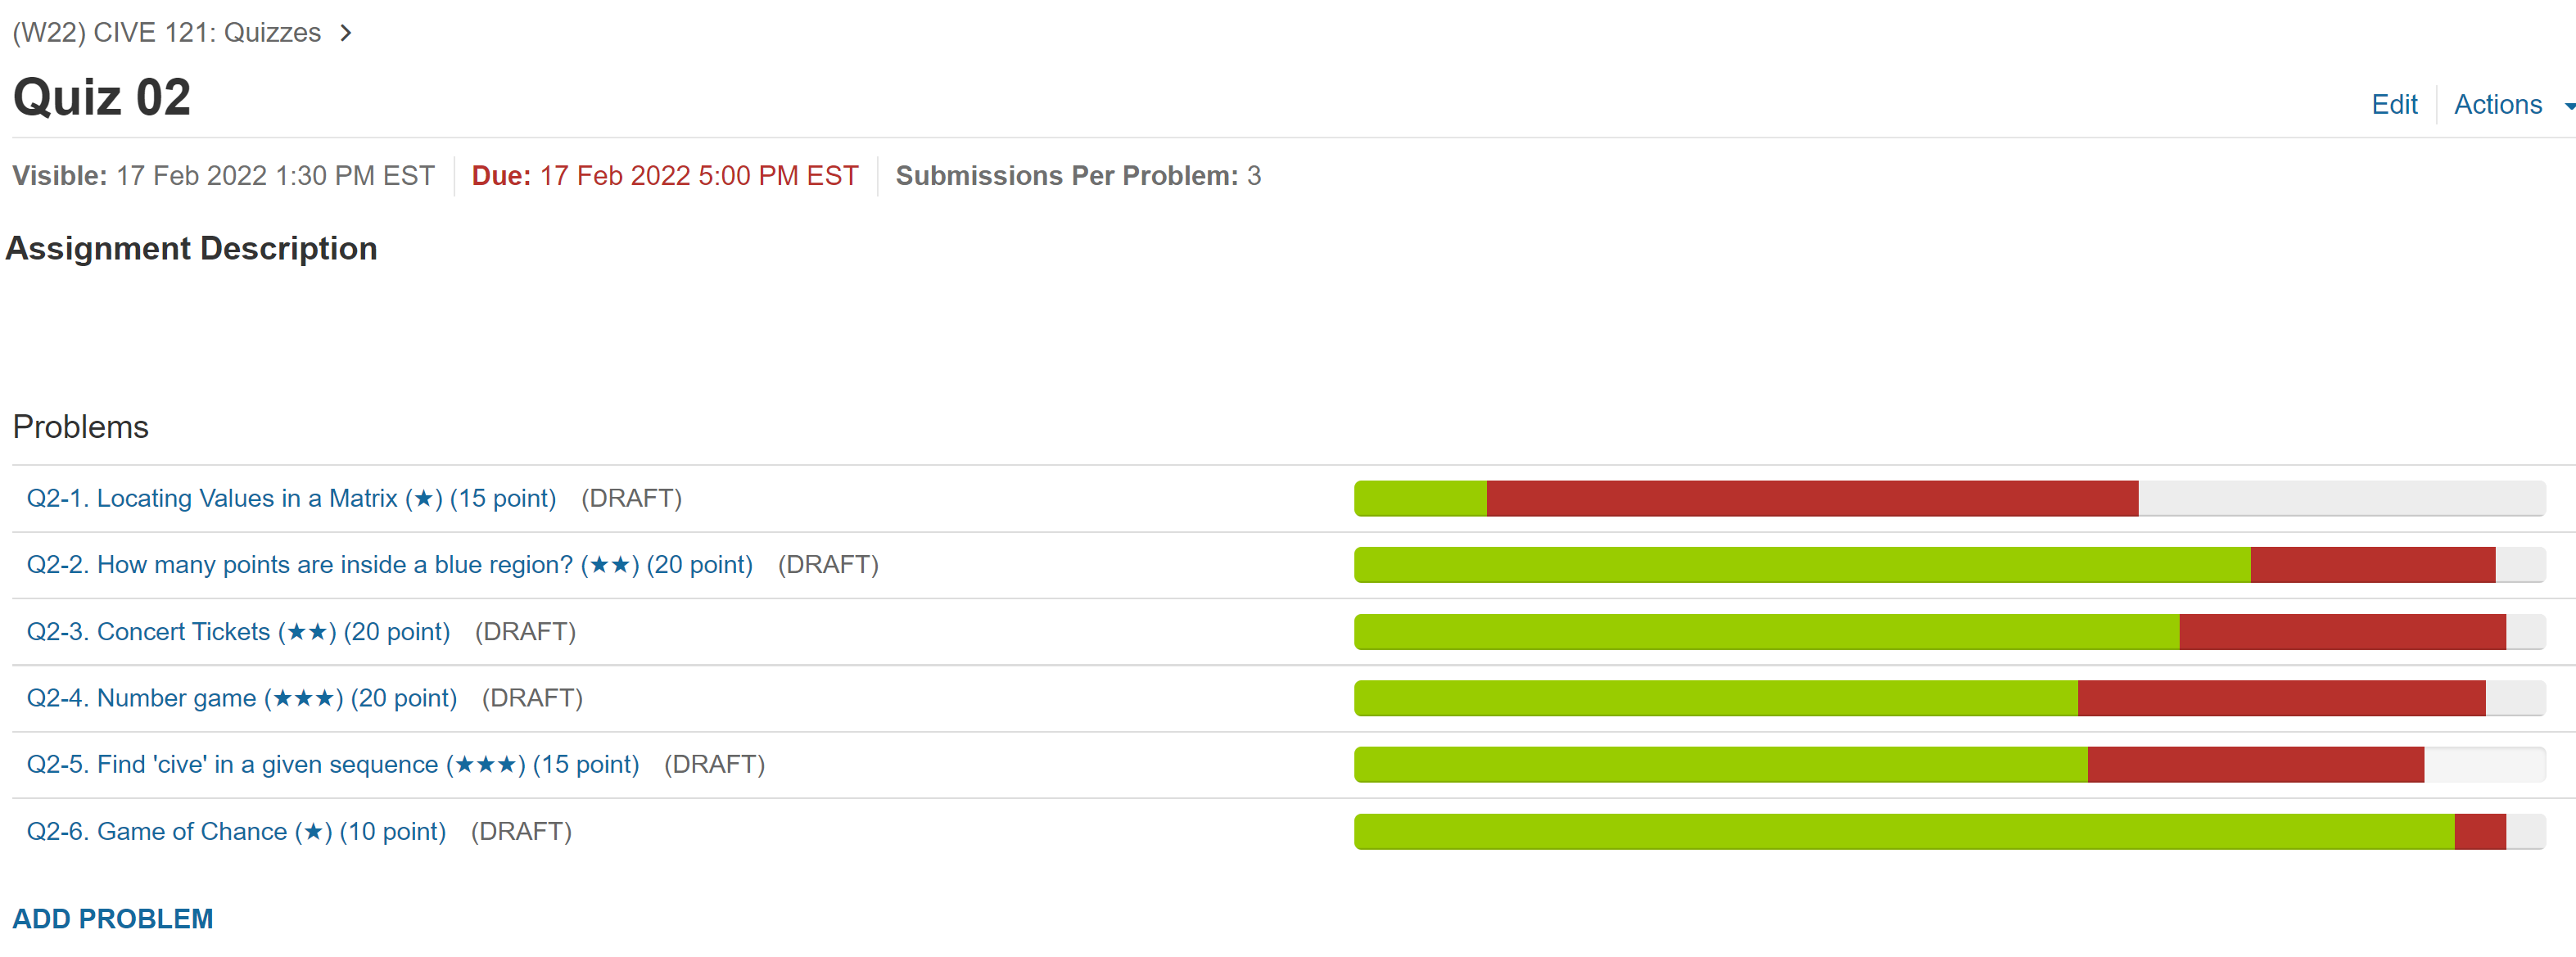 (W22) CIVE 121: Quizzes >
Quiz 02
Edit Actions
Visible: 17 Feb 2022 1:30 PM EST Due: 17 Feb 2022 5:00 PM EST Submissions Per Problem: 3
Assignment Description
Problems
Q2-1. Locating Values in a Matrix (★) (15 point) (DRAFT)
Q2-2. How many points are inside a blue region? (★★) (20 point) (DRAFT)
Q2-3. Concert Tickets (★★) (20 point) (DRAFT)
Q2-4. Number game (★★★) (20 point) (DRAFT)
Q2-5. Find 'cive' in a given sequence (★★★) (15 point) (DRAFT)
Q2-6. Game of Chance (★) (10 point) (DRAFT)
ADD PROBLEM